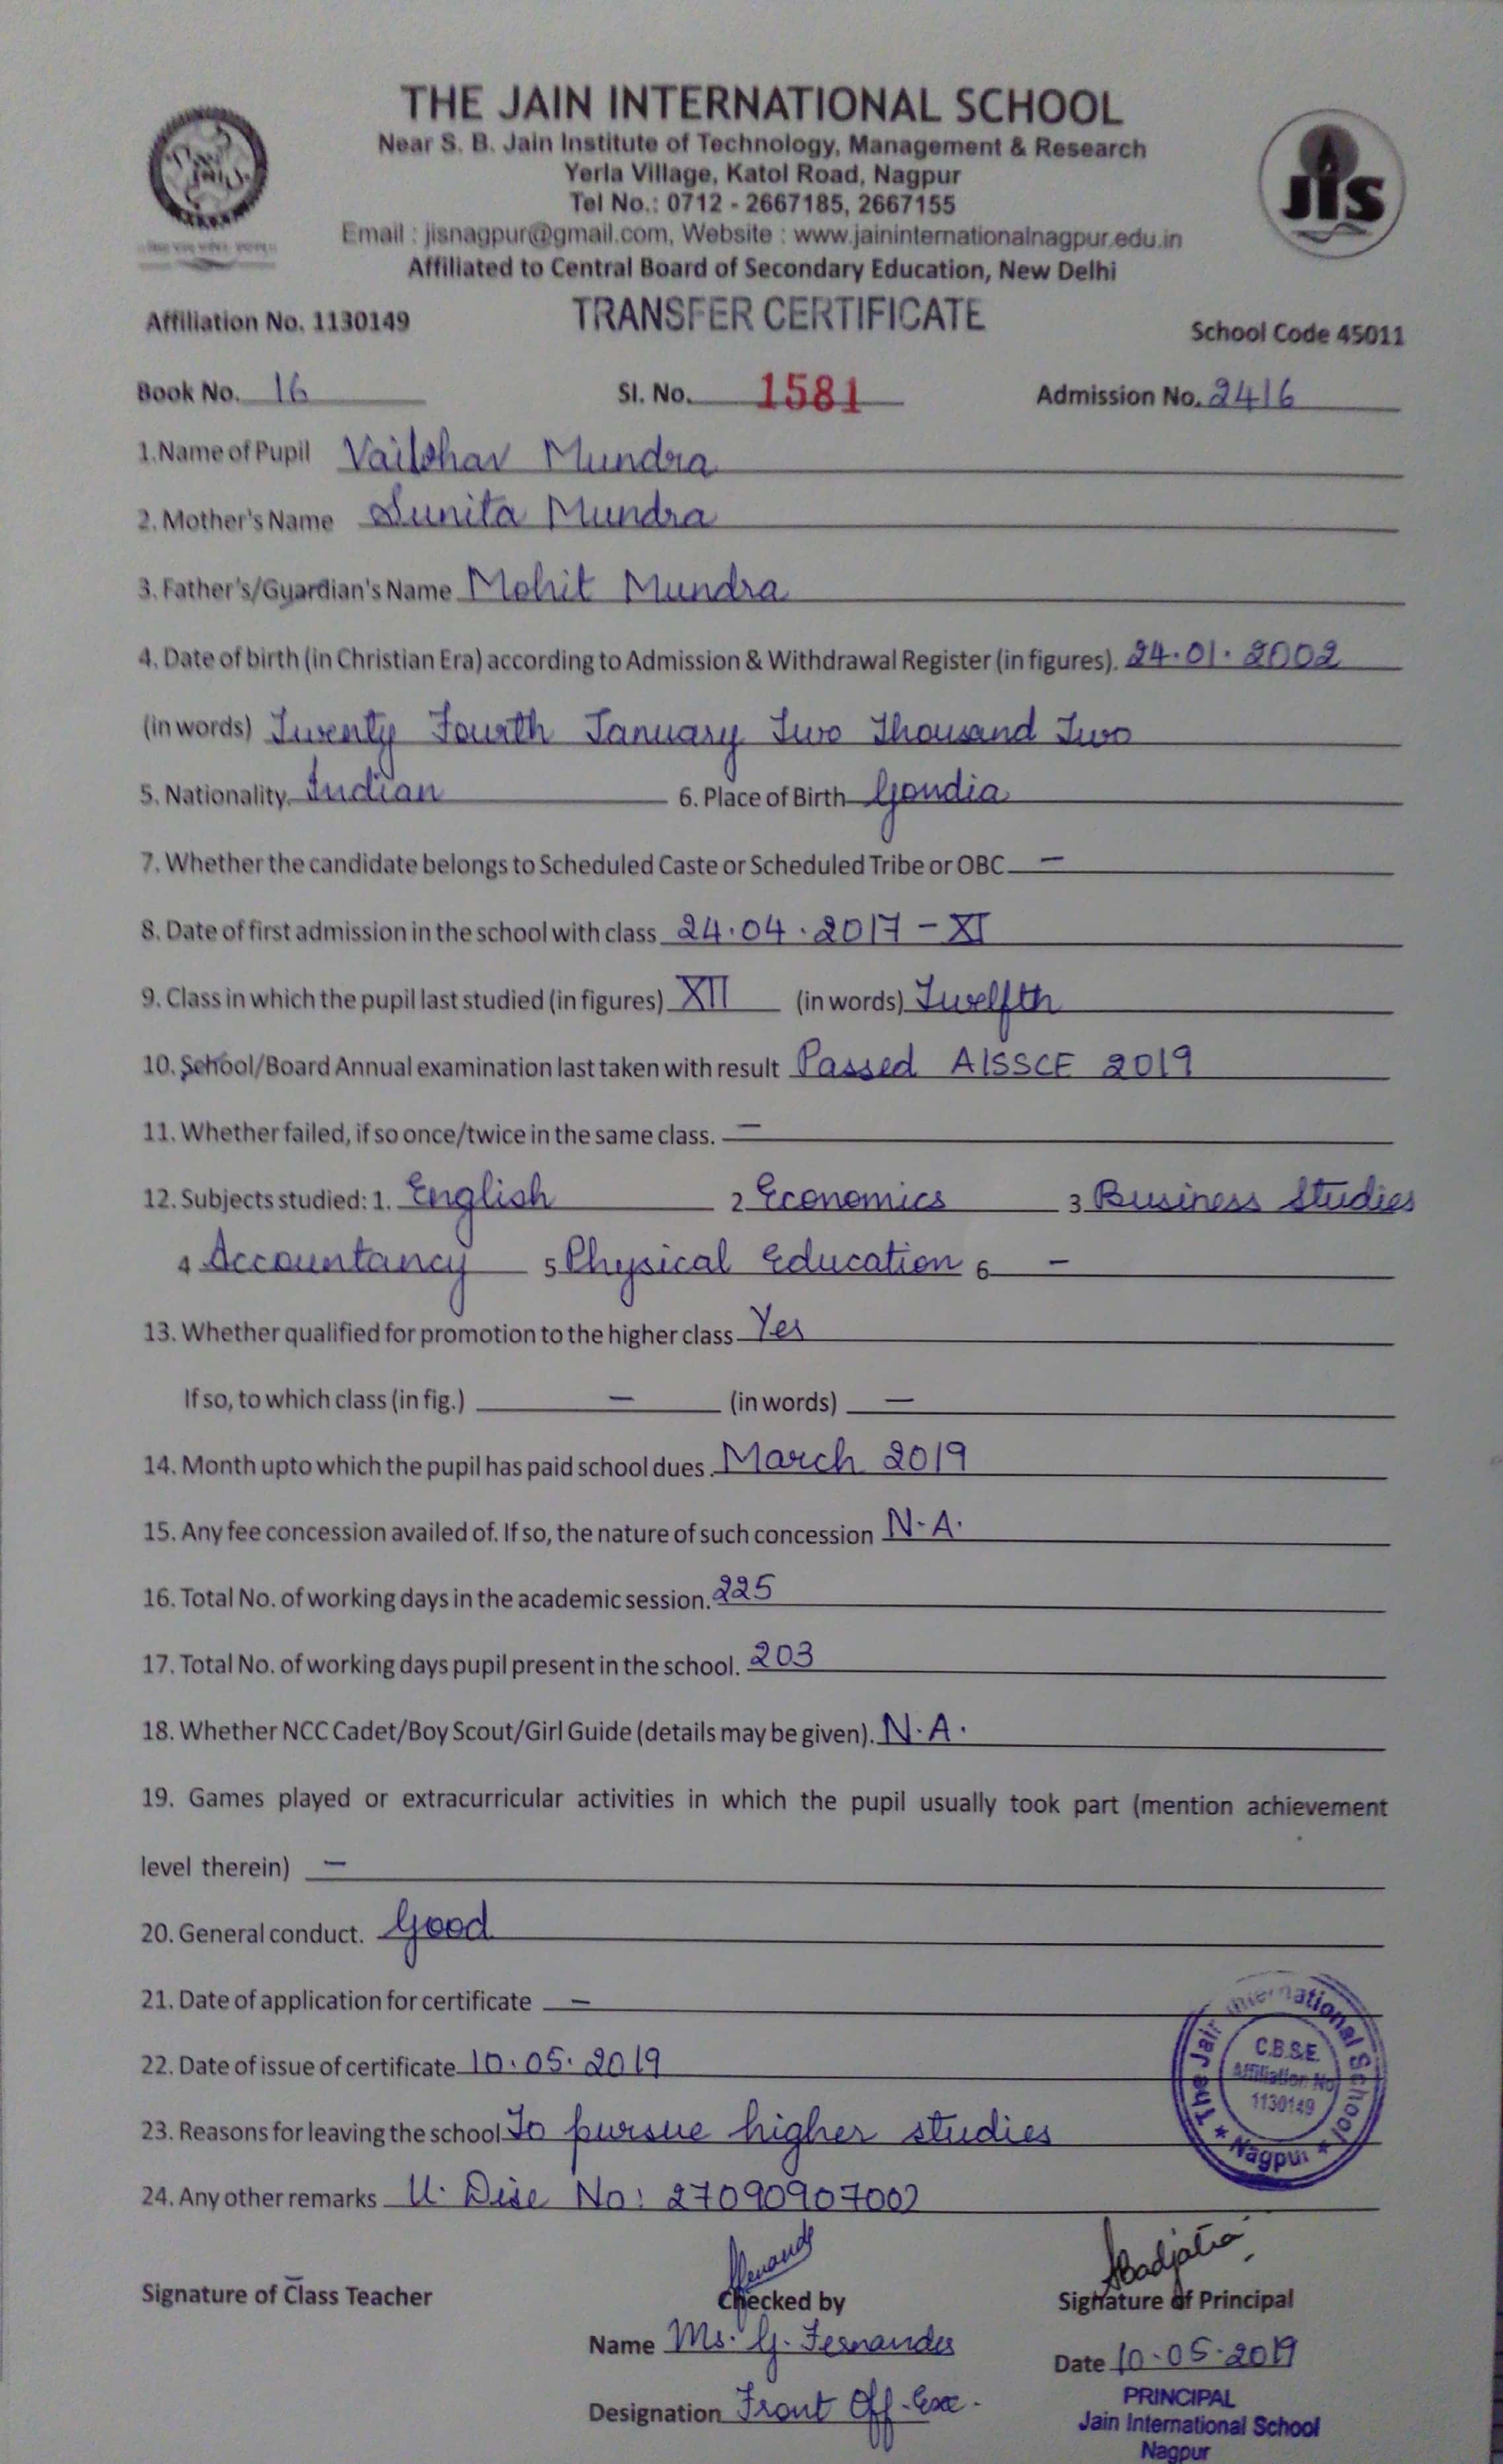 THE JAIN INTERNATIONAL SCHOOL
Near S. B. Jain Institute of Technology, Management & Research
Yerla Village, Katol Road, Nagpur
Tel No.: 0712 - 2667185, 2667155
Email : jisnagpur@gmail.com, Website : www.jaininternationalnagpur.edu.in
Affiliated to Central Board of Secondary Education, New Delhi
JIS
Affiliation No. 1130149 TRANSFER CERTIFICATE School Code 45011
Book No. 16 Sl. No. 1581 Admission No. 2416
1. Name of Pupil Vaibhav Mundra
2. Mother's Name Sunita Mundra
3. Father's/Guardian's Name Mohit Mundra
4. Date of birth (in Christian Era) according to Admission & Withdrawal Register (in figures). 24.01.2002
(in words) Twenty Fourth January Two Thousand Two
5. Nationality Indian 6. Place of Birth Gondia
7. Whether the candidate belongs to Scheduled Caste or Scheduled Tribe or OBC —
8. Date of first admission in the school with class 24.04.2017 - XI
9. Class in which the pupil last studied (in figures) XII (in words) Twelfth
10. School/Board Annual examination last taken with result Passed AISSCE 2019
11. Whether failed, if so once/twice in the same class. —
12. Subjects studied: 1. English 2 Economics 3 Business Studies
4 Accountancy 5 Physical Education 6 —
13. Whether qualified for promotion to the higher class Yes
If so, to which class (in fig.) — (in words) —
14. Month upto which the pupil has paid school dues. March 2019
15. Any fee concession availed of. If so, the nature of such concession N.A.
16. Total No. of working days in the academic session. 225
17. Total No. of working days pupil present in the school. 203
18. Whether NCC Cadet/Boy Scout/Girl Guide (details may be given). N.A.
19. Games played or extracurricular activities in which the pupil usually took part (mention achievement
level therein) —
20. General conduct. Good
21. Date of application for certificate —
22. Date of issue of certificate 10.05.2019
23. Reasons for leaving the school To pursue higher studies
24. Any other remarks U. Dise No: 27090907002
The Jain International School
C.B.S.E.
Affiliation No
1130149
Nagpur
Signature of Class Teacher Checked by Signature of Principal
Name Ms. G. Fernandes Date 10.05.2019
Designation Front Off. Exe.
PRINCIPAL
Jain International School
Nagpur